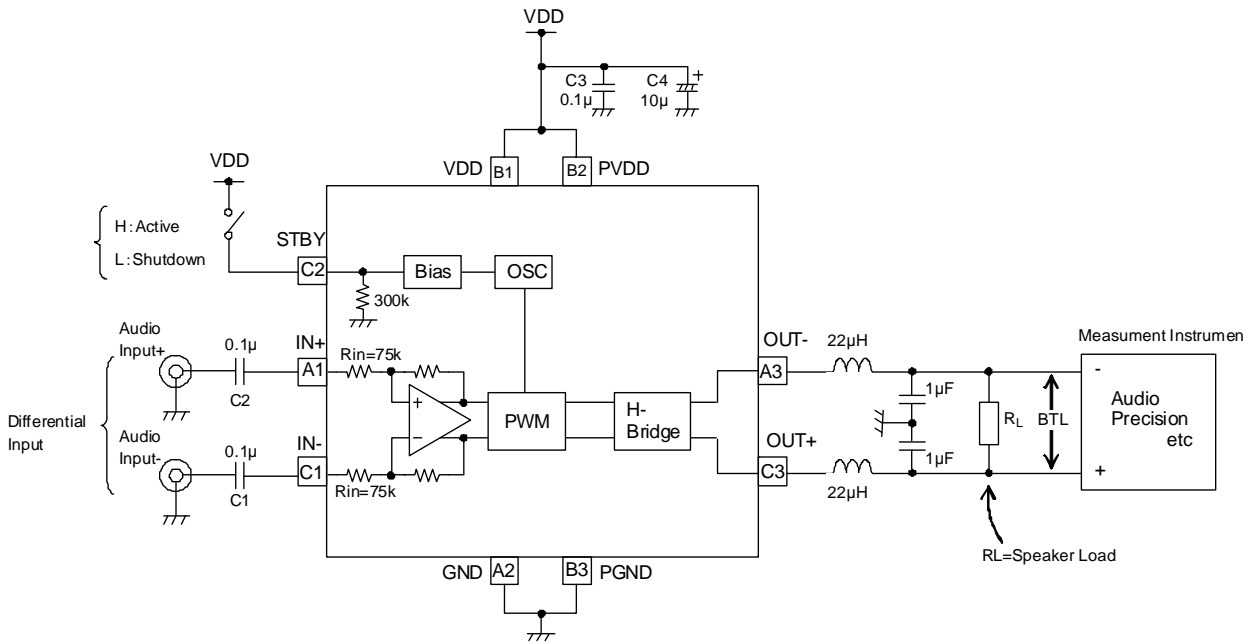 VDD
C3
0.1µ
C4
+
10µ
VDD
B1
B2
PVDD
VDD
H:Active
L:Shutdown
STBY
C2
Bias
OSC
300k
Audio
Input+
0.1µ
C2
IN+
A1
Rin=75k
+
-
Differential
Input
Audio
Input-
0.1µ
C1
IN-
C1
Rin=75k
PWM
H-
Bridge
OUT-
A3
22µH
OUT+
C3
22µH
1µF
1µF
RL
BTL
Measument Instrumen
-
Audio
Precision
etc
+
RL=Speaker Load
GND
A2
B3
PGND